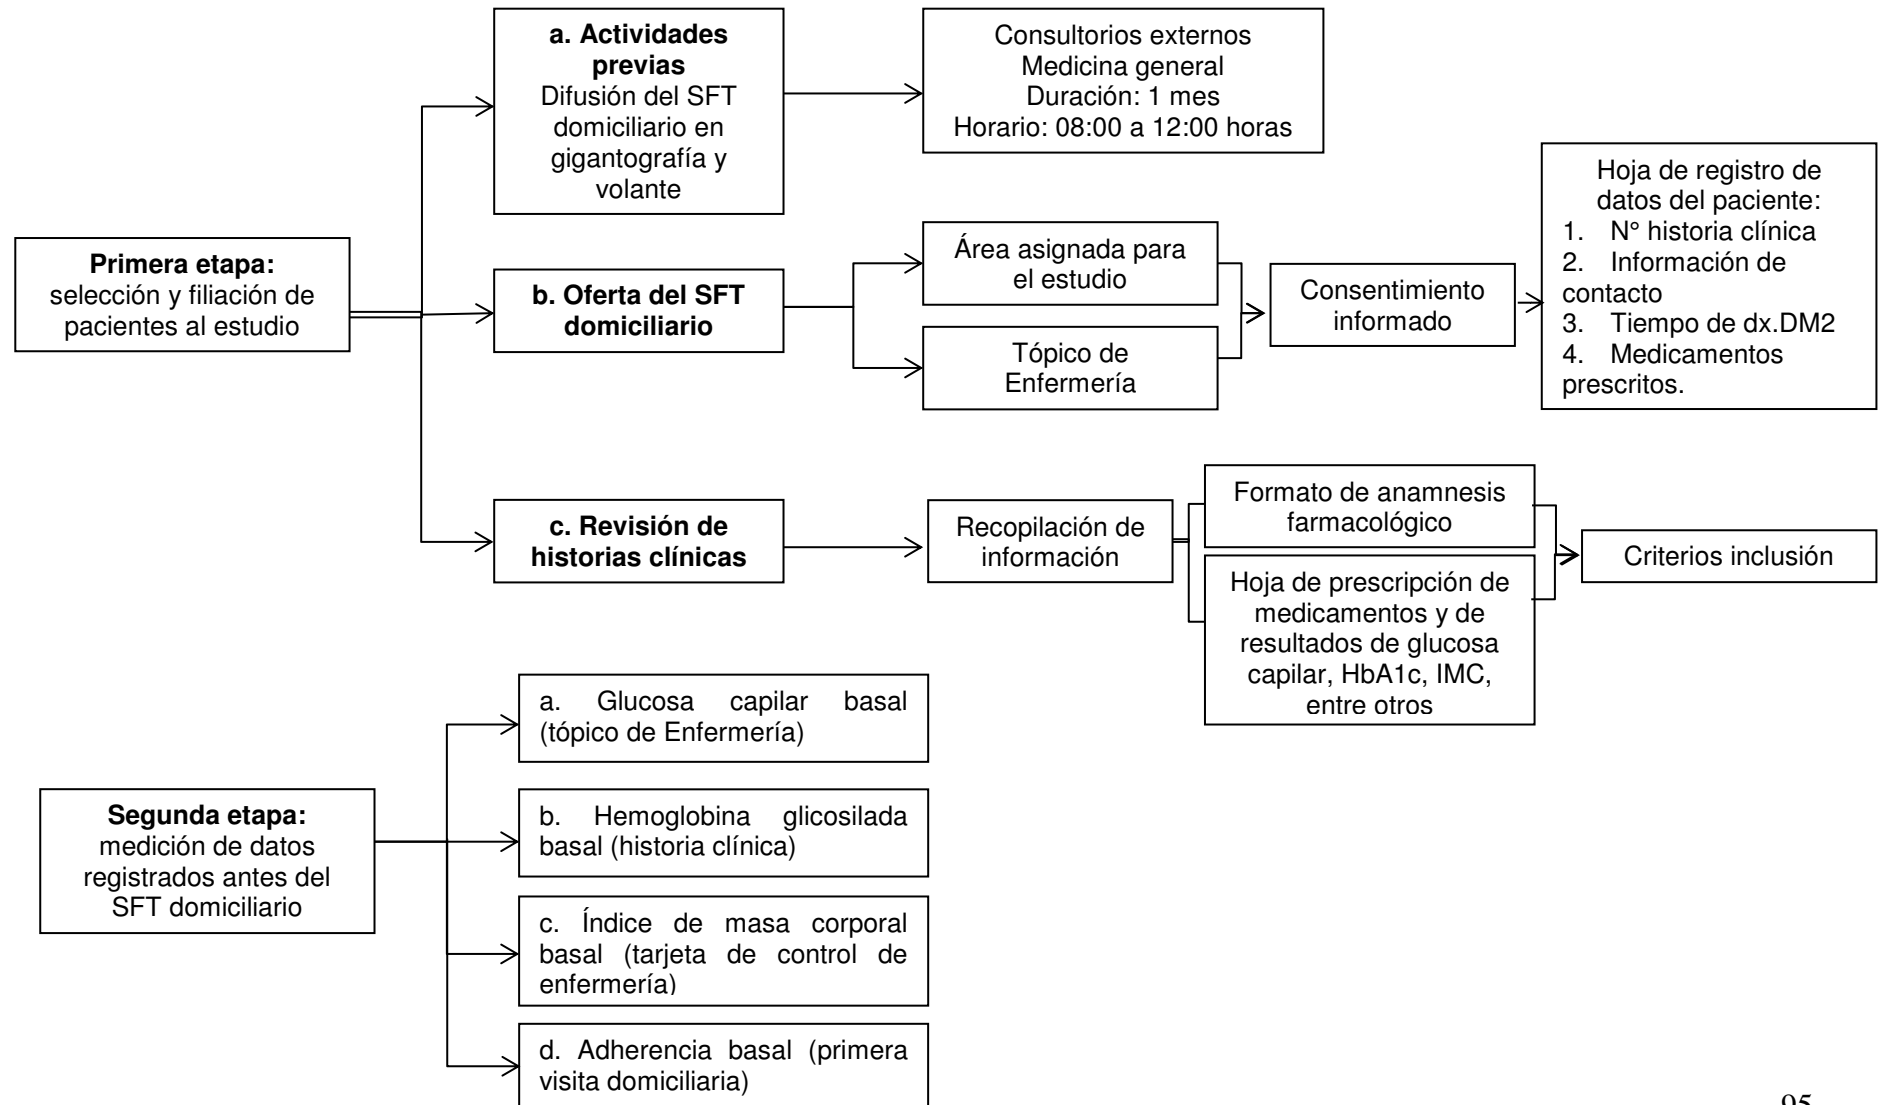 a. Actividades
previas
Difusión del SFT
domiciliario en
gigantografía y
volante
Consultorios externos
Medicina general
Duración: 1 mes
Horario: 08:00 a 12:00 horas
Primera etapa:
selección y filiación de
pacientes al estudio
b. Oferta del SFT
domiciliario
Área asignada para
el estudio
Tópico de
Enfermería
Consentimiento
informado
Hoja de registro de
datos del paciente:
1. N° historia clínica
2. Información de
contacto
3. Tiempo de dx.DM2
4. Medicamentos
prescritos.
c. Revisión de
historias clínicas
Recopilación de
información
Formato de anamnesis
farmacológico
Hoja de prescripción de
medicamentos y de
resultados de glucosa
capilar, HbA1c, IMC,
entre otros
Criterios inclusión
Segunda etapa:
medición de datos
registrados antes del
SFT domiciliario
a. Glucosa capilar basal
(tópico de Enfermería)
b. Hemoglobina glicosilada
basal (historia clínica)
c. Índice de masa corporal
basal (tarjeta de control de
enfermería)
d. Adherencia basal (primera
visita domiciliaria)
95